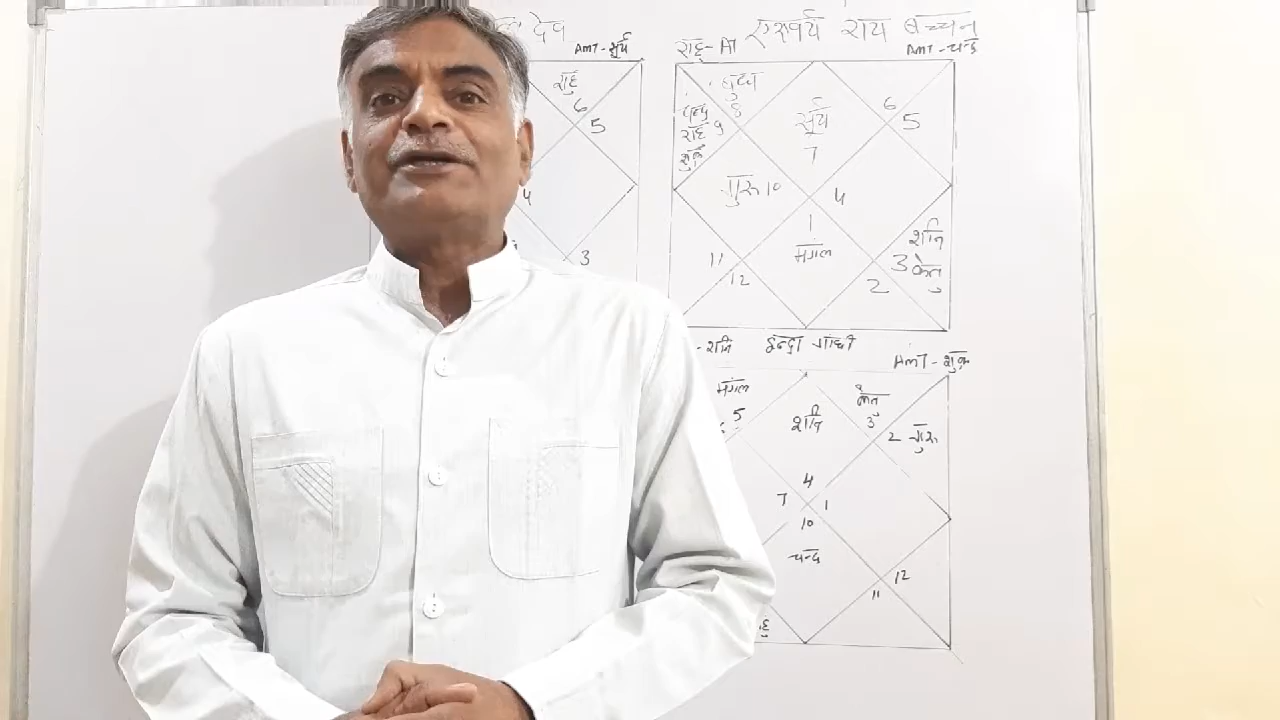 देव
AMT-सूर्य
राहु
6
5
4
3
राहु-AT ऐश्वर्य राय बच्चन
AMT-चन्द्र
बुध
8
चन्द्र
राहु 9
शुक्र
सूर्य
7
6
5
गुरू 10
4
1
मंगल
11
12
शनि
3 केतु
2
-शनि इन्द्रा गांधी
AMT-शुक्र
मंगल
5
शनि
केतु
3
2 गुरू
4
7
1
10
चन्द्र
12
11